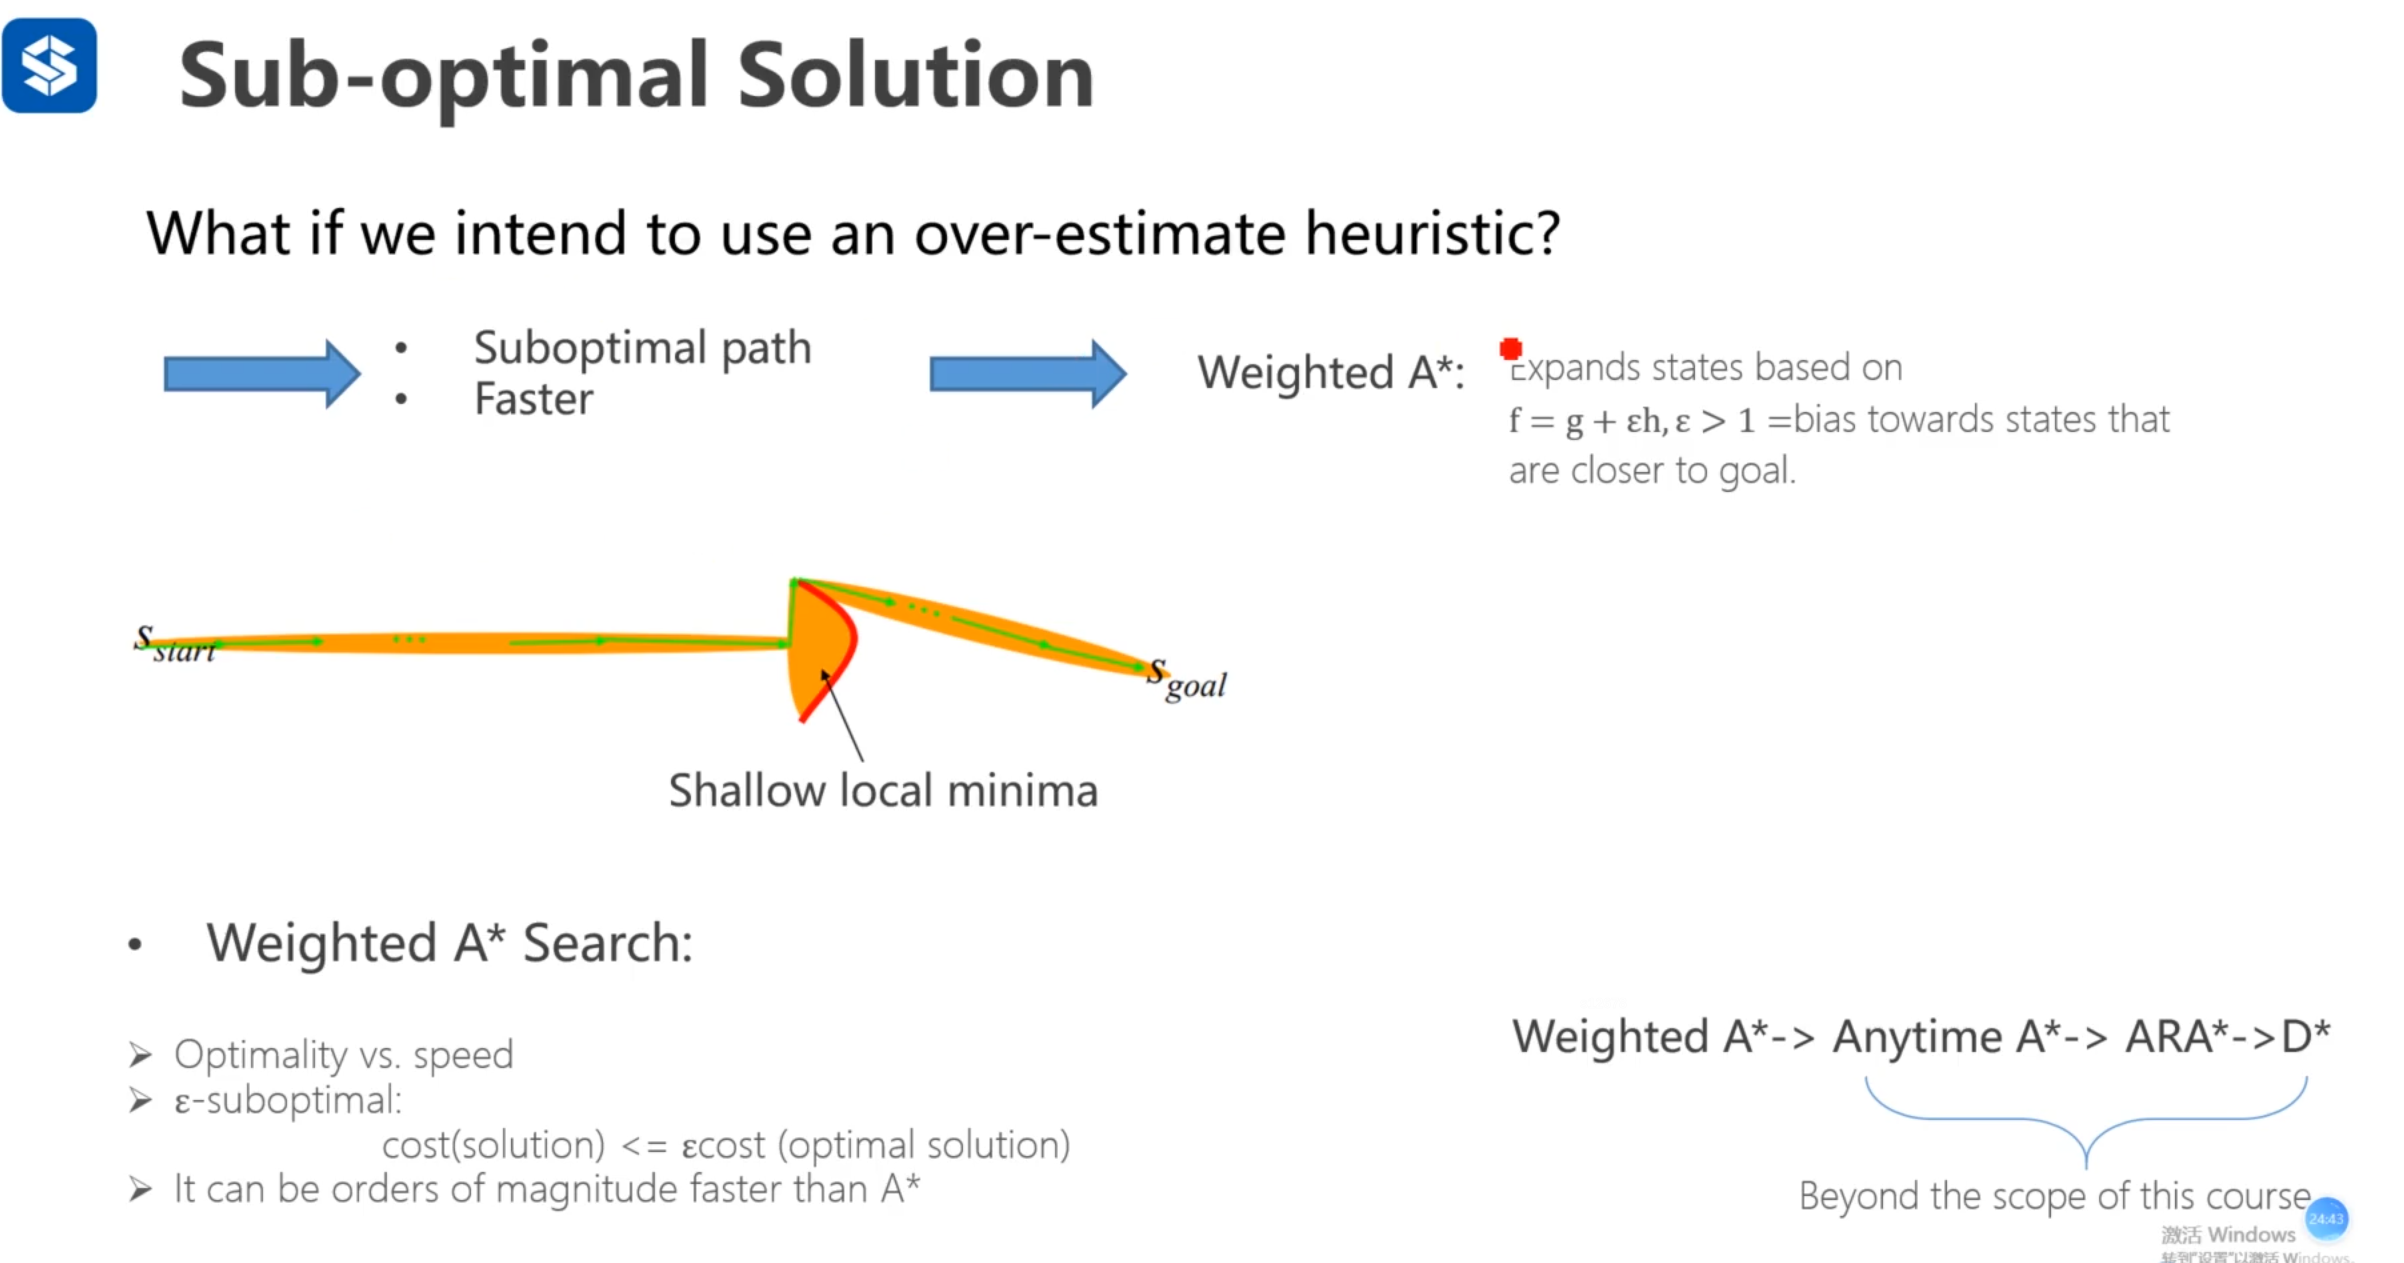 Sub-optimal Solution
What if we intend to use an over-estimate heuristic?
• Suboptimal path
• Faster
Weighted A*:
Expands states based on
f = g + εh, ε > 1 =bias towards states that
are closer to goal.
s start
s goal
Shallow local minima
• Weighted A* Search:
➢ Optimality vs. speed
➢ ε-suboptimal:
cost(solution) <= εcost (optimal solution)
➢ It can be orders of magnitude faster than A*
Weighted A*-> Anytime A*-> ARA*->D*
Beyond the scope of this course
24:43
激活 Windows
转到"设置"以激活 Windows。